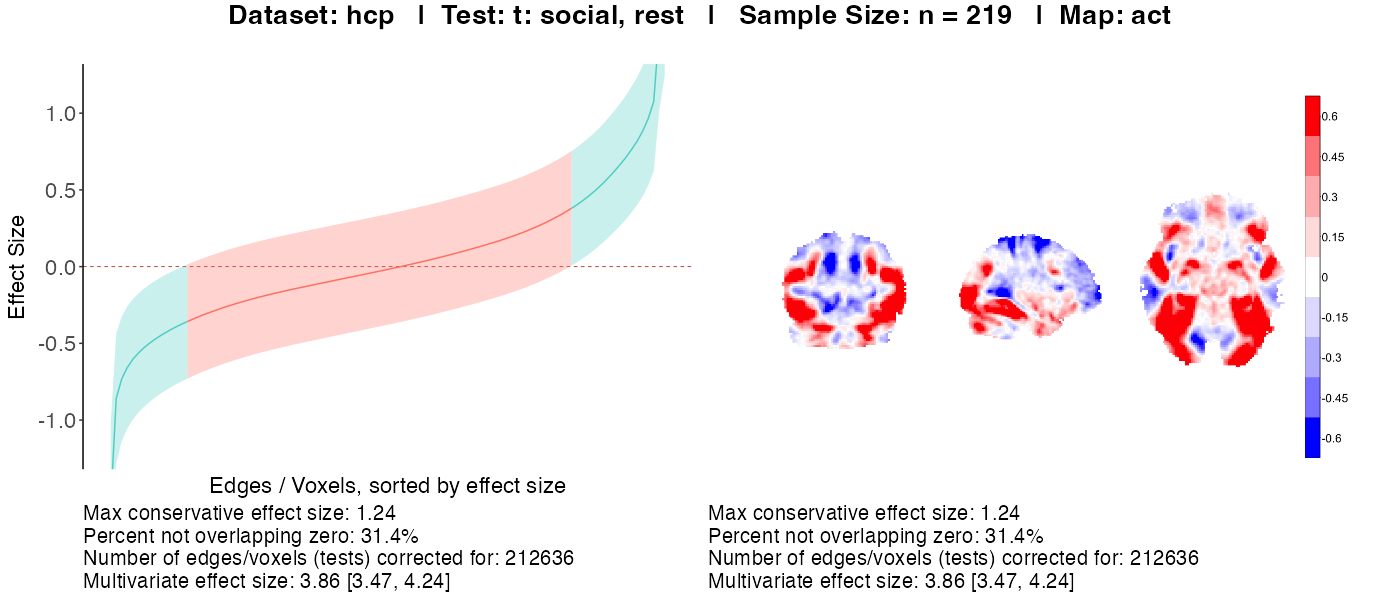 Dataset: hcp | Test: t: social, rest | Sample Size: n = 219 | Map: act
Effect Size
1.0
0.5
0.0
-0.5
-1.0
Edges / Voxels, sorted by effect size
Max conservative effect size: 1.24
Percent not overlapping zero: 31.4%
Number of edges/voxels (tests) corrected for: 212636
Multivariate effect size: 3.86 [3.47, 4.24]
0.6
0.45
0.3
0.15
0
-0.15
-0.3
-0.45
-0.6
Max conservative effect size: 1.24
Percent not overlapping zero: 31.4%
Number of edges/voxels (tests) corrected for: 212636
Multivariate effect size: 3.86 [3.47, 4.24]